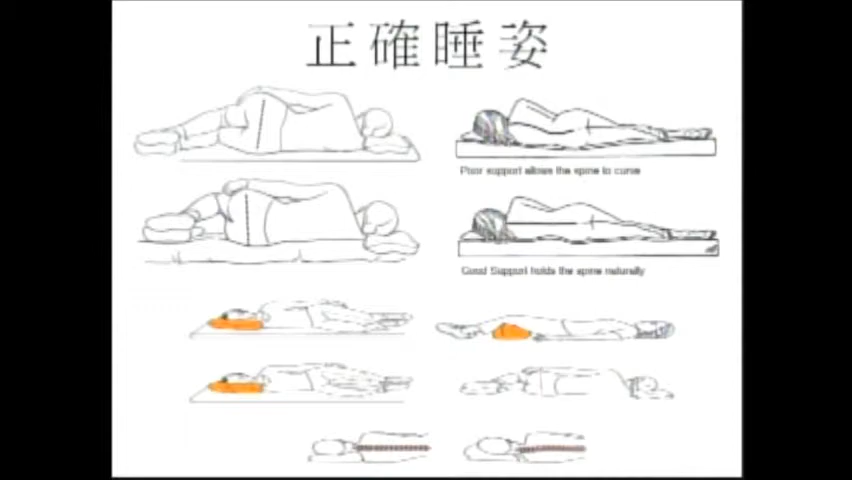 正確睡姿
Poor support allows the spine to curve
Good Support holds the spine naturally